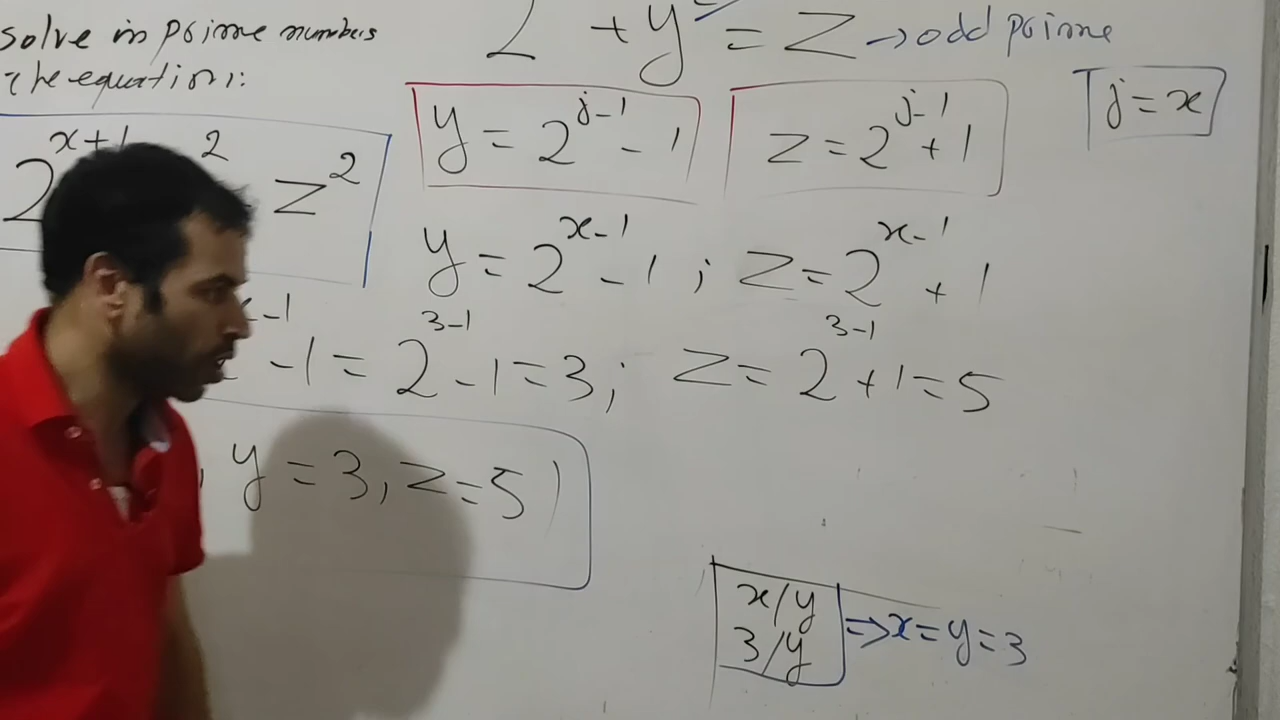 solve in prime numbers
the equation:
2^{x+1} 2 z^2
2 + y^2 = z → odd prime
y = 2^{j-1} - 1
z = 2^{j-1} + 1
j = x
y = 2^{x-1} - 1 ; z = 2^{x-1} + 1
-1 - 1 = 2^{3-1} - 1 = 3 ; z = 2^{3-1} + 1 = 5
, y = 3, z = 5)
x/y
3/y
⇒ x = y = 3